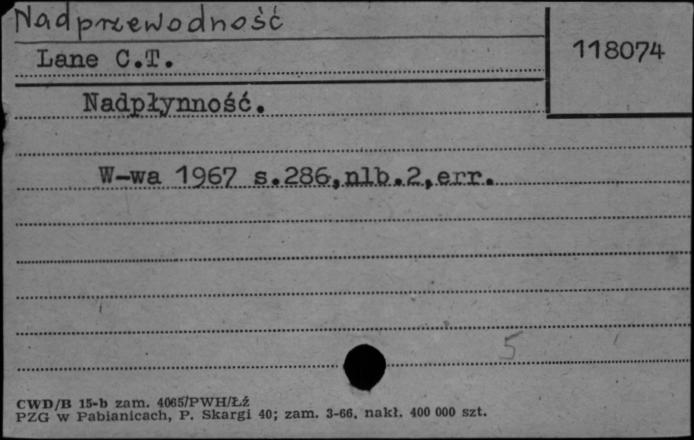 Nadprzewodność
Lane C.T.
118074
Nadpłynność.
W-wa 1967 s.286,nlb.2,err.
5
CWD/B 15-b zam. 4065/PWH/Łź
PZG w Pabianicach, P. Skargi 40; zam. 3-66, nakł. 400 000 szt.